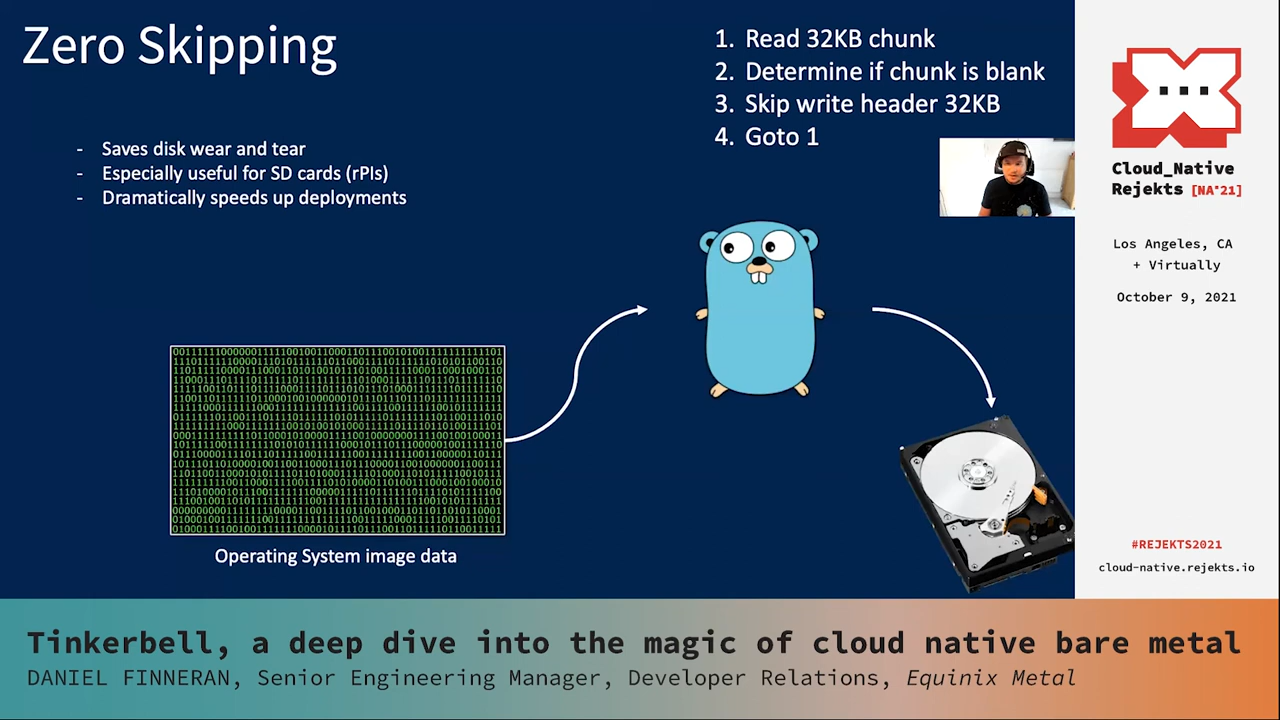 Zero Skipping
1. Read 32KB chunk
2. Determine if chunk is blank
3. Skip write header 32KB
4. Goto 1
- Saves disk wear and tear
- Especially useful for SD cards (rPIs)
- Dramatically speeds up deployments
Operating System image data
Cloud_Native
Rejekts [NA'21]
Los Angeles, CA
+ Virtually
October 9, 2021
#REJEKTS2021
cloud-native.rejekts.io
Tinkerbell, a deep dive into the magic of cloud native bare metal
DANIEL FINNERAN, Senior Engineering Manager, Developer Relations, Equinix Metal